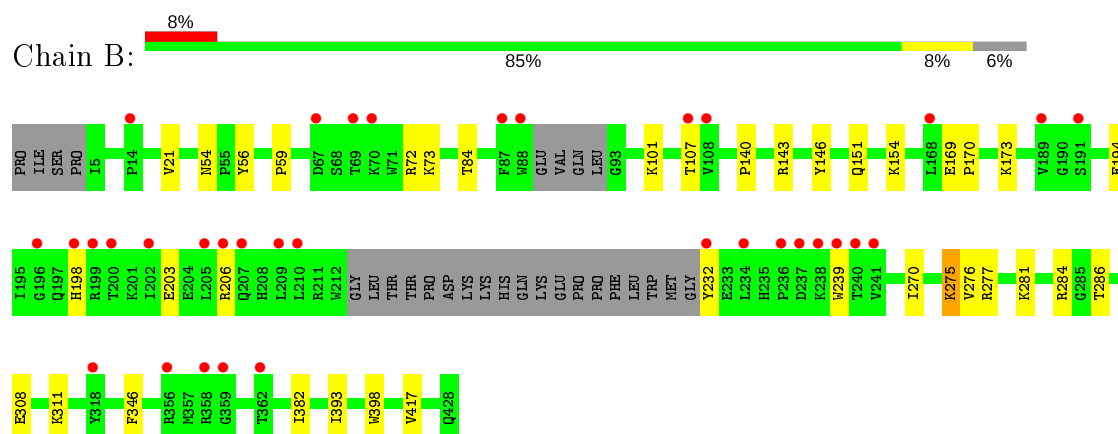 8%
Chain B:
85% 8% 6%
PRO ILE SER PRO I5 P14 V21 N54 P55 Y56 P59 D67 S68 T69 K70 W71 R72 K73 T84 F87 W88 GLU VAL GLN LEU G93 K101 T107 V108 P140 R143 Y146 Q151 K154 L168 E169 P170 K173 V189 G190 S191 E194
I195 G196 Q197 H198 R199 T200 K201 I202 E203 E204 L205 R206 Q207 H208 L209 L210 R211 W212 GLY LEU THR THR PRO ASP LYS LYS HIS GLN LYS GLU PRO PRO PHE LEU TRP MET GLY Y232 E233 L234 H235 P236 D237 K238 W239 T240 V241 I270 K275 V276 R277 K281 R284 G285 T286
E308 K311 Y318 F346 R356 M357 R358 G359 T362 I382 I393 W398 V417 Q428